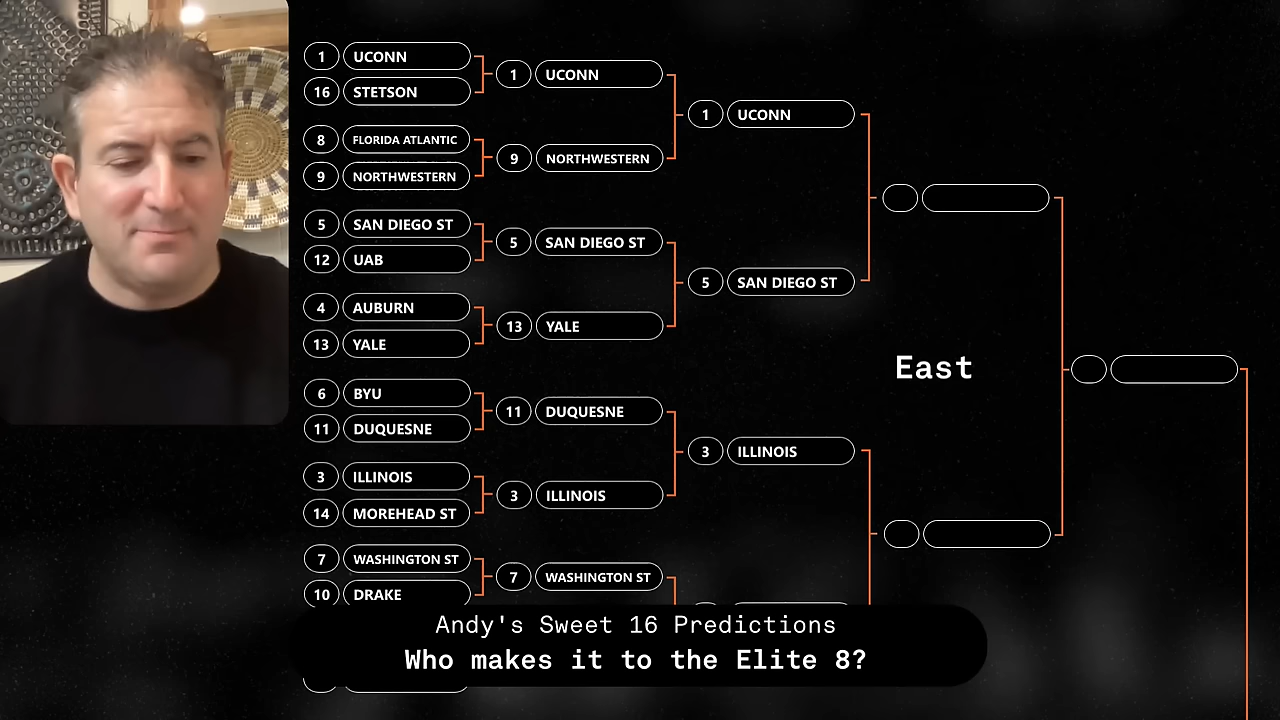 1 UCONN
16 STETSON
8 FLORIDA ATLANTIC
9 NORTHWESTERN
5 SAN DIEGO ST
12 UAB
4 AUBURN
13 YALE
6 BYU
11 DUQUESNE
3 ILLINOIS
14 MOREHEAD ST
7 WASHINGTON ST
10 DRAKE
1 UCONN
9 NORTHWESTERN
5 SAN DIEGO ST
13 YALE
11 DUQUESNE
3 ILLINOIS
7 WASHINGTON ST
1 UCONN
5 SAN DIEGO ST
3 ILLINOIS
East
Andy's Sweet 16 Predictions
Who makes it to the Elite 8?